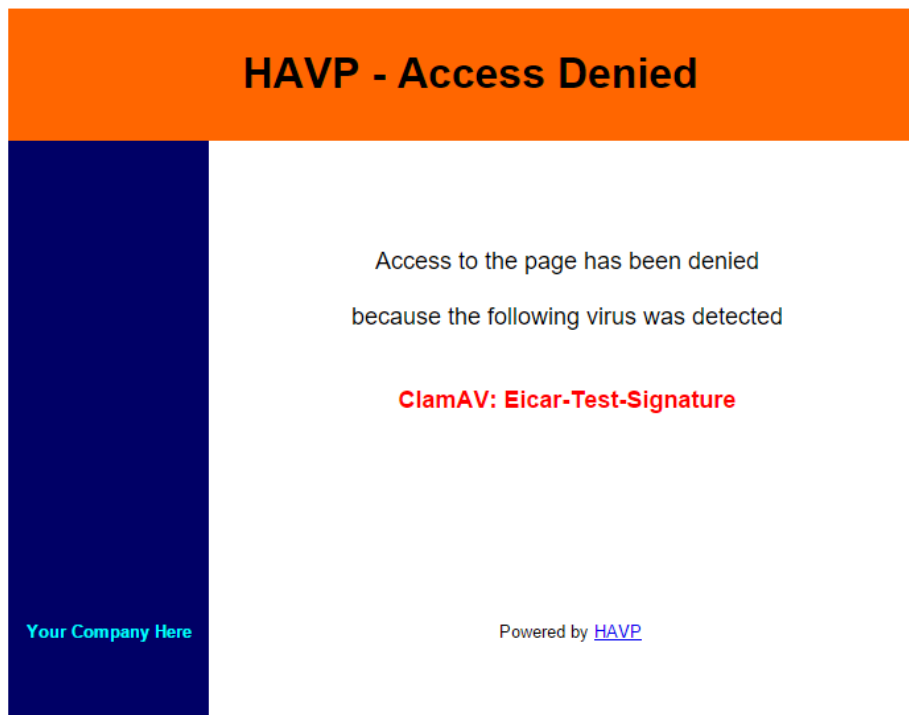 HAVP - Access Denied
Access to the page has been denied
because the following virus was detected
ClamAV: Eicar-Test-Signature
Your Company Here
Powered by HAVP